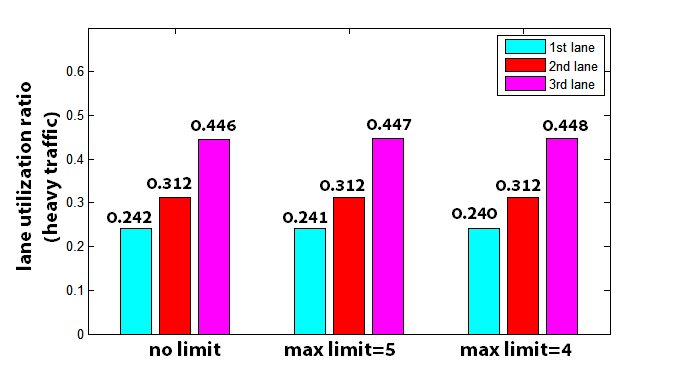 lane utilization ratio
(heavy traffic)
0.6
0.5
0.4
0.3
0.2
0.1
0
1st lane
2nd lane
3rd lane
0.242
0.312
0.446
0.241
0.312
0.447
0.240
0.312
0.448
no limit
max limit=5
max limit=4